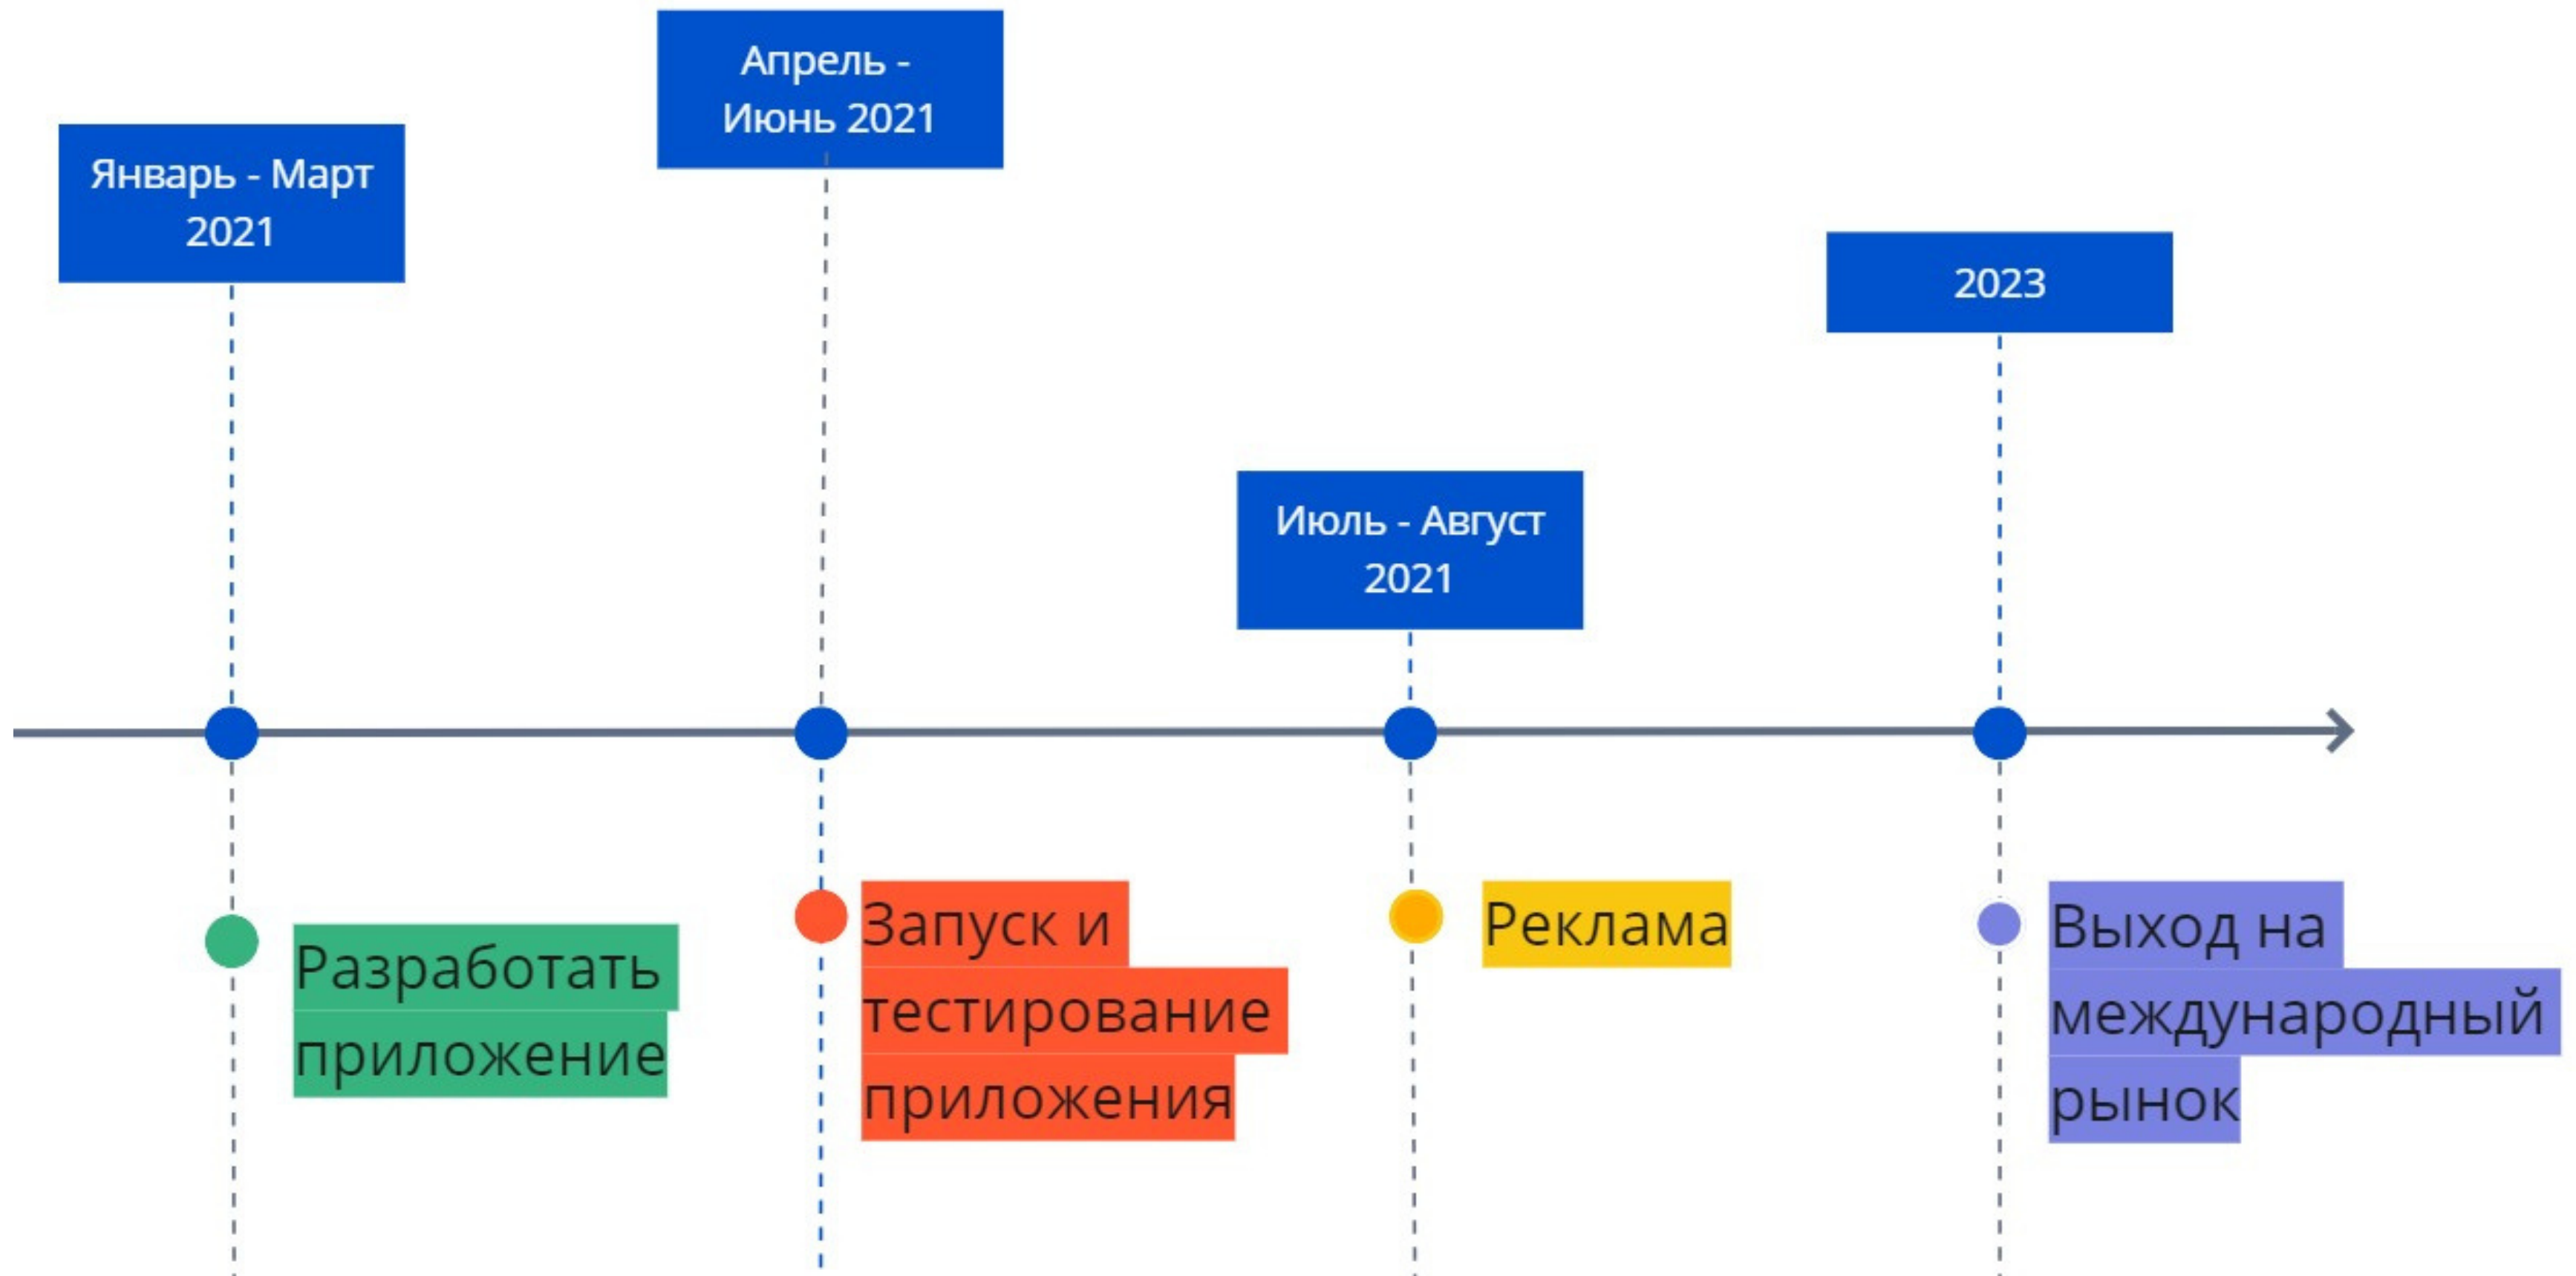 Январь - Март
2021
Апрель -
Июнь 2021
Июль - Август
2021
2023
Разработать
приложение
Запуск и
тестирование
приложения
Реклама
Выход на
международный
рынок